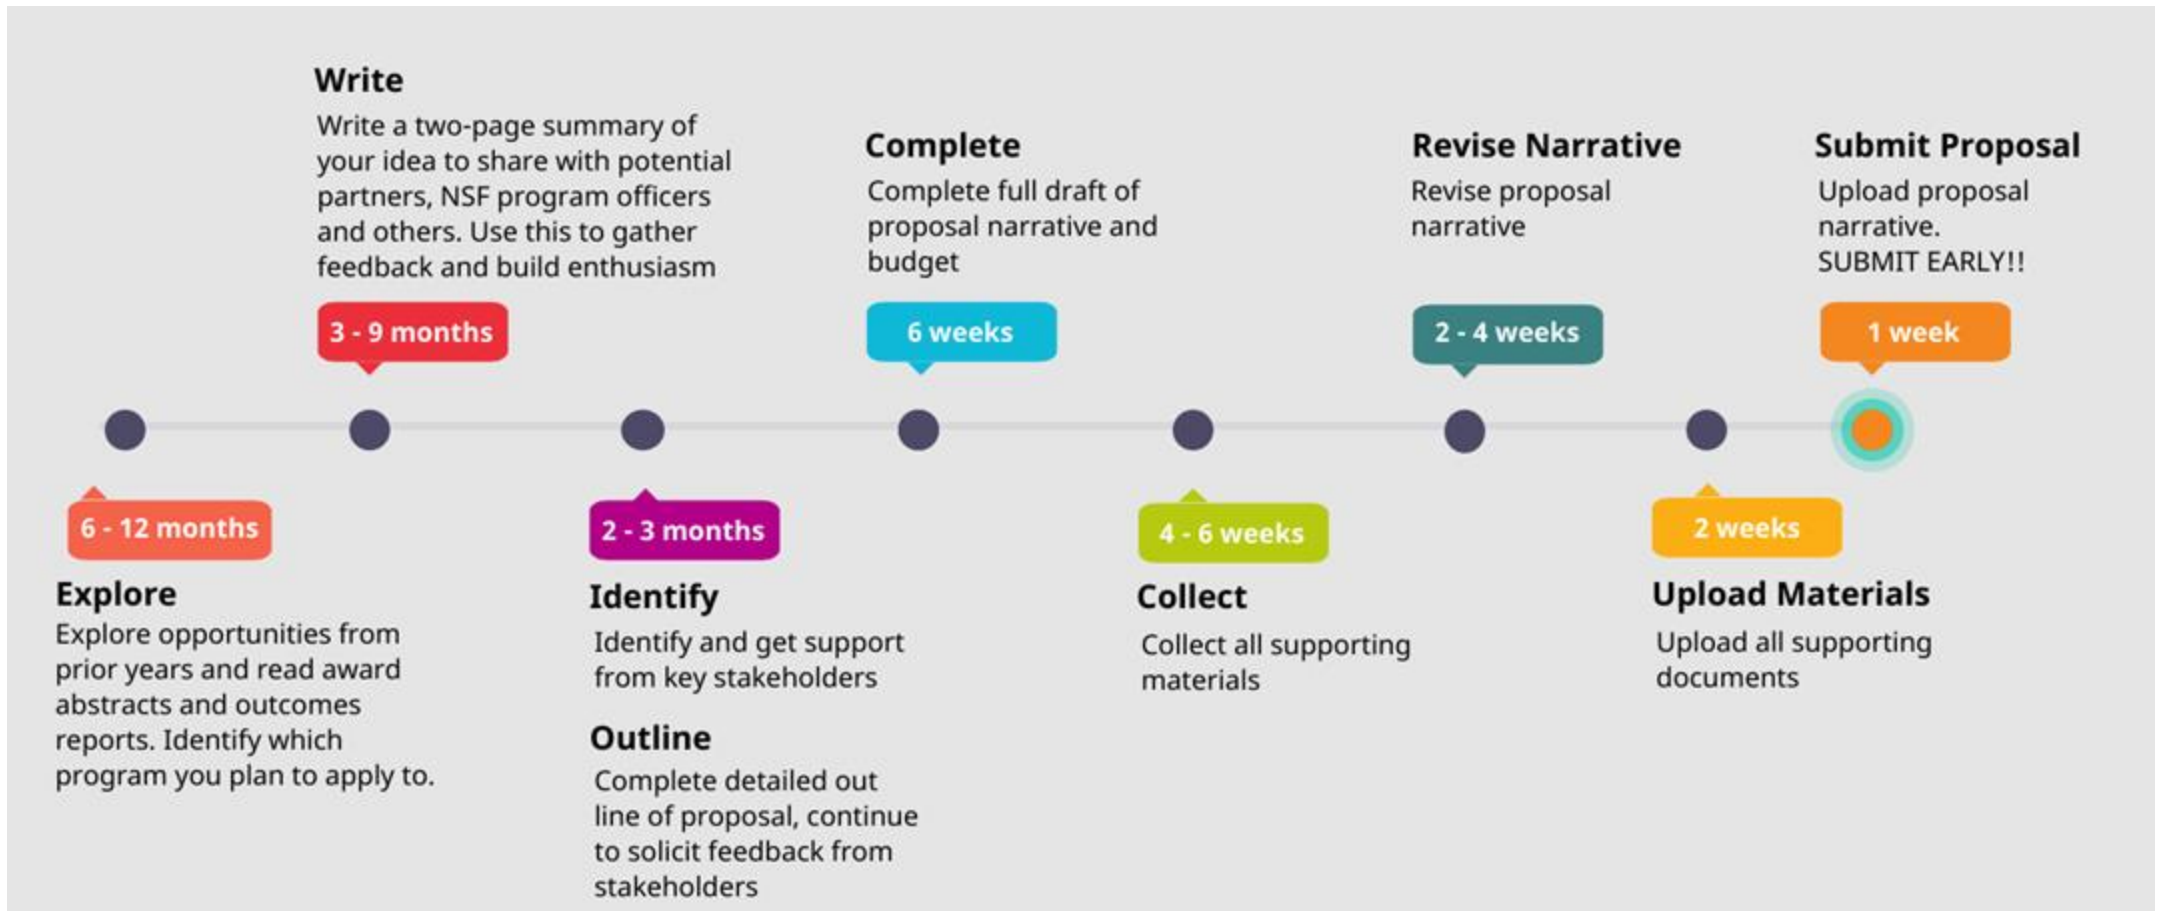 Write
Write a two-page summary of
your idea to share with potential
partners, NSF program officers
and others. Use this to gather
feedback and build enthusiasm
3 - 9 months
Complete
Complete full draft of
proposal narrative and
budget
6 weeks
Revise Narrative
Revise proposal
narrative
2 - 4 weeks
Submit Proposal
Upload proposal
narrative.
SUBMIT EARLY!!
1 week
6 - 12 months
Explore
Explore opportunities from
prior years and read award
abstracts and outcomes
reports. Identify which
program you plan to apply to.
2 - 3 months
Identify
Identify and get support
from key stakeholders
Outline
Complete detailed out
line of proposal, continue
to solicit feedback from
stakeholders
4 - 6 weeks
Collect
Collect all supporting
materials
2 weeks
Upload Materials
Upload all supporting
documents